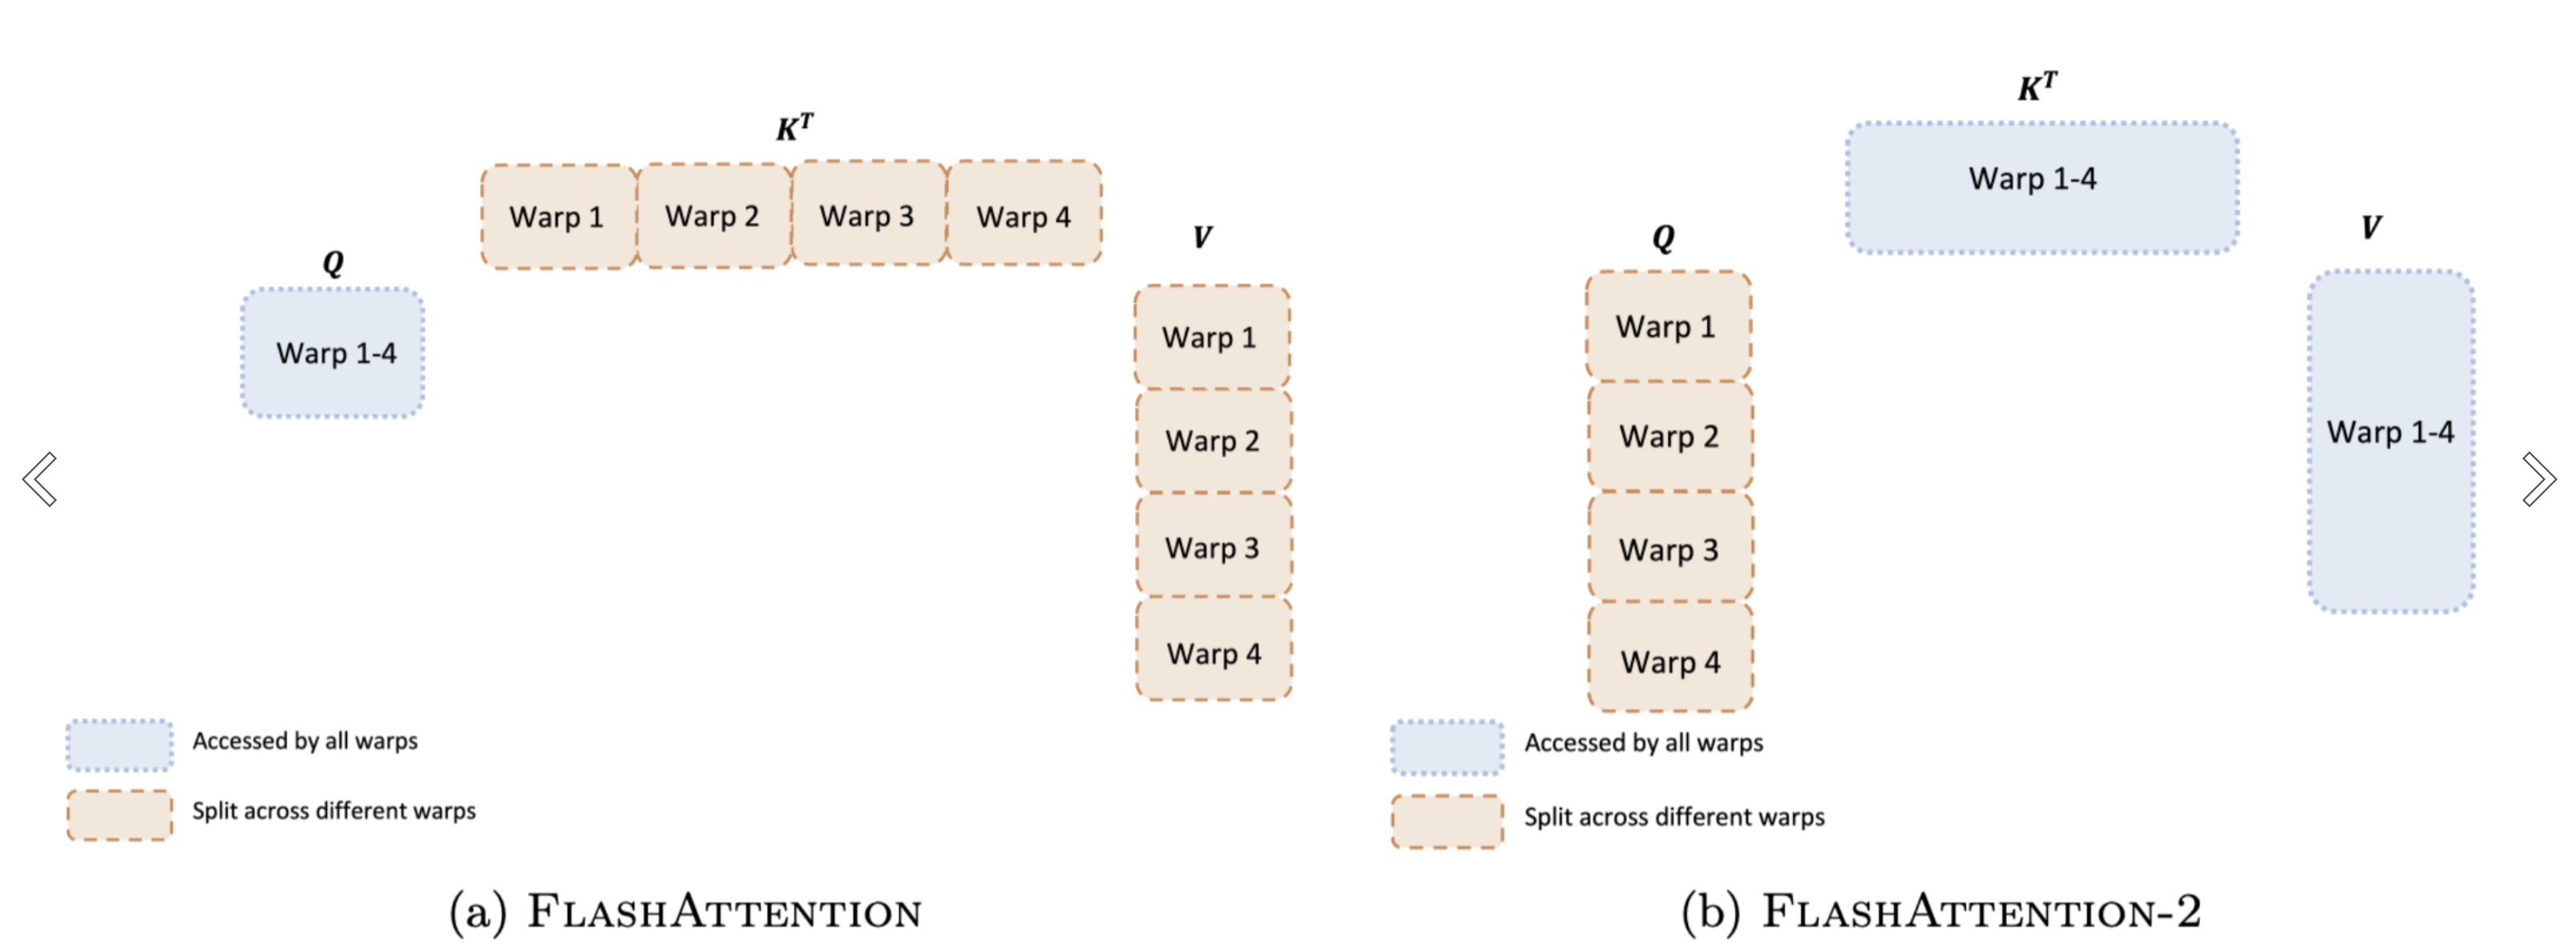 K^T
Warp 1 Warp 2 Warp 3 Warp 4
Q
Warp 1-4
V
Warp 1
Warp 2
Warp 3
Warp 4
Accessed by all warps
Split across different warps
(a) FLASHATTENTION
K^T
Warp 1-4
Q
Warp 1
Warp 2
Warp 3
Warp 4
V
Warp 1-4
Accessed by all warps
Split across different warps
(b) FLASHATTENTION-2